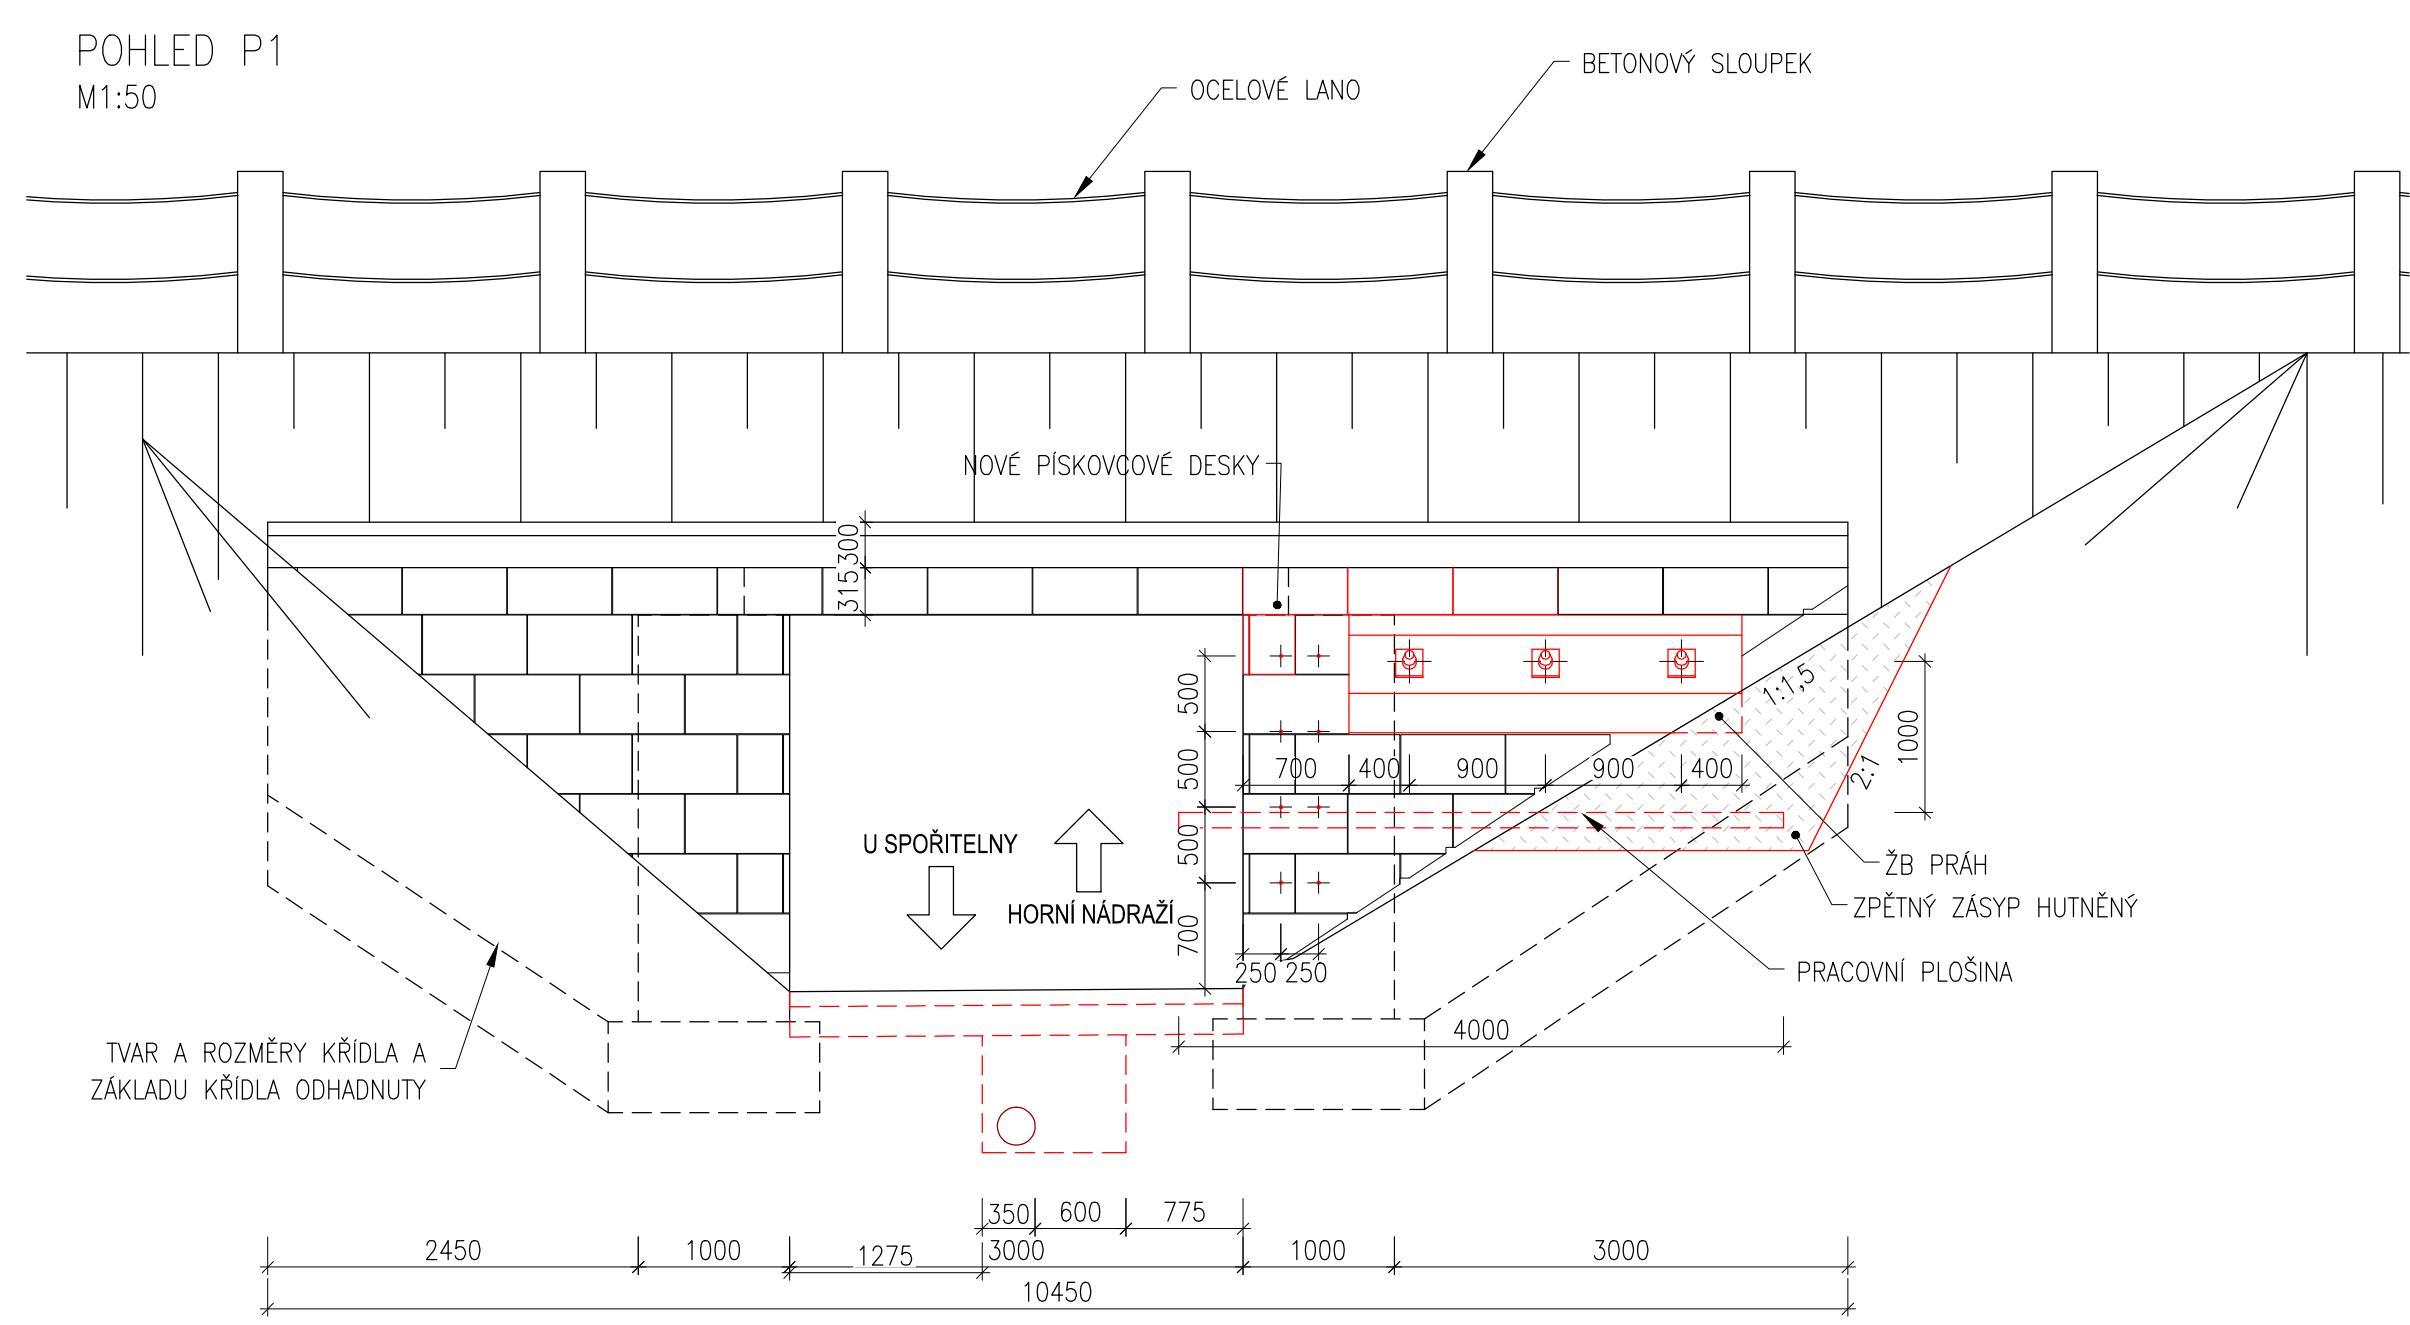 POHLED P1
M1:50
OCELOVÉ LANO
BETONOVÝ SLOUPEK
NOVÉ PÍSKOVCOVÉ DESKY
300
315
500
500
500
700
700
400
900
900
400
1:1,5
2:1
1000
U SPOŘITELNY
HORNÍ NÁDRAŽÍ
250
250
ŽB PRÁH
ZPĚTNÝ ZÁSYP HUTNĚNÝ
PRACOVNÍ PLOŠINA
4000
TVAR A ROZMĚRY KŘÍDLA A
ZÁKLADU KŘÍDLA ODHADNUTY
350
600
775
2450
1000
1275
3000
1000
3000
10450